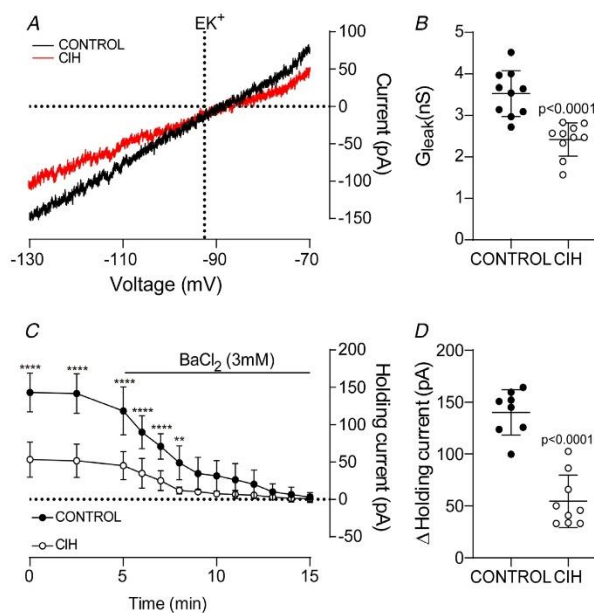 A
EK+
CONTROL
CIH
100
50
0
-50
-100
-150
Current (pA)
-130 -110 -90 -70
Voltage (mV)
B
5
4
3
2
1
0
Gleak(nS)
p<0.0001
CONTROL CIH
C
BaCl2 (3mM)
**** **** **** **** **** **
200
150
100
50
0
-50
Holding current (pA)
CONTROL
CIH
0 5 10 15
Time (min)
D
200
150
100
50
0
Δ Holding current (pA)
p<0.0001
CONTROL CIH